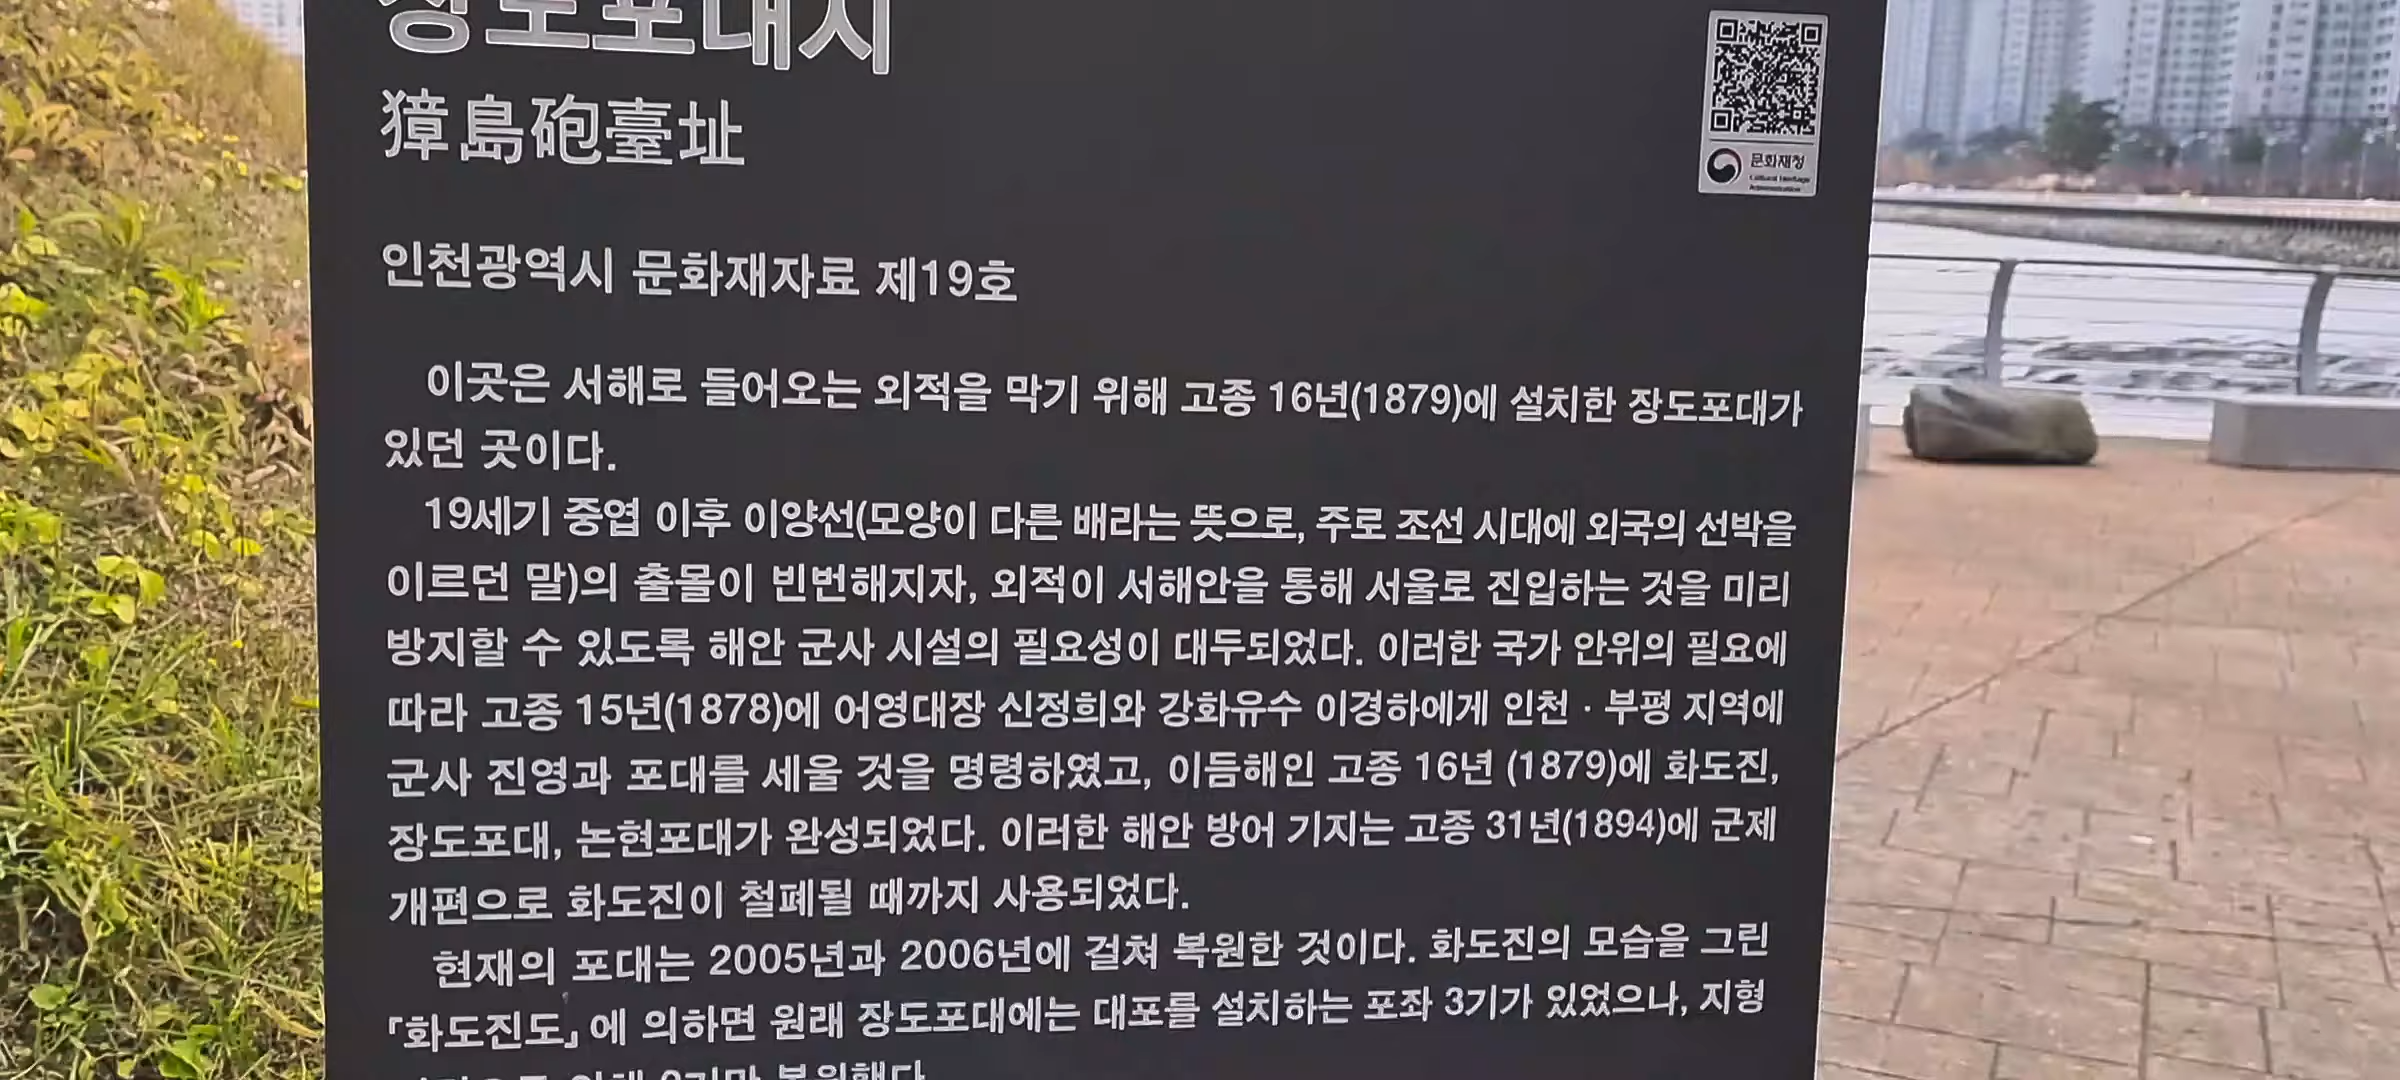 장도포대지
獐島砲臺址
문화재청
Cultural Heritage
Administration
인천광역시 문화재자료 제19호
이곳은 서해로 들어오는 외적을 막기 위해 고종 16년(1879)에 설치한 장도포대가
있던 곳이다.
19세기 중엽 이후 이양선(모양이 다른 배라는 뜻으로, 주로 조선 시대에 외국의 선박을
이르던 말)의 출몰이 빈번해지자, 외적이 서해안을 통해 서울로 진입하는 것을 미리
방지할 수 있도록 해안 군사 시설의 필요성이 대두되었다. 이러한 국가 안위의 필요에
따라 고종 15년(1878)에 어영대장 신정희와 강화유수 이경하에게 인천 · 부평 지역에
군사 진영과 포대를 세울 것을 명령하였고, 이듬해인 고종 16년 (1879)에 화도진,
장도포대, 논현포대가 완성되었다. 이러한 해안 방어 기지는 고종 31년(1894)에 군제
개편으로 화도진이 철폐될 때까지 사용되었다.
현재의 포대는 2005년과 2006년에 걸쳐 복원한 것이다. 화도진의 모습을 그린
『화도진도』에 의하면 원래 장도포대에는 대포를 설치하는 포좌 3기가 있었으나, 지형
복원했다